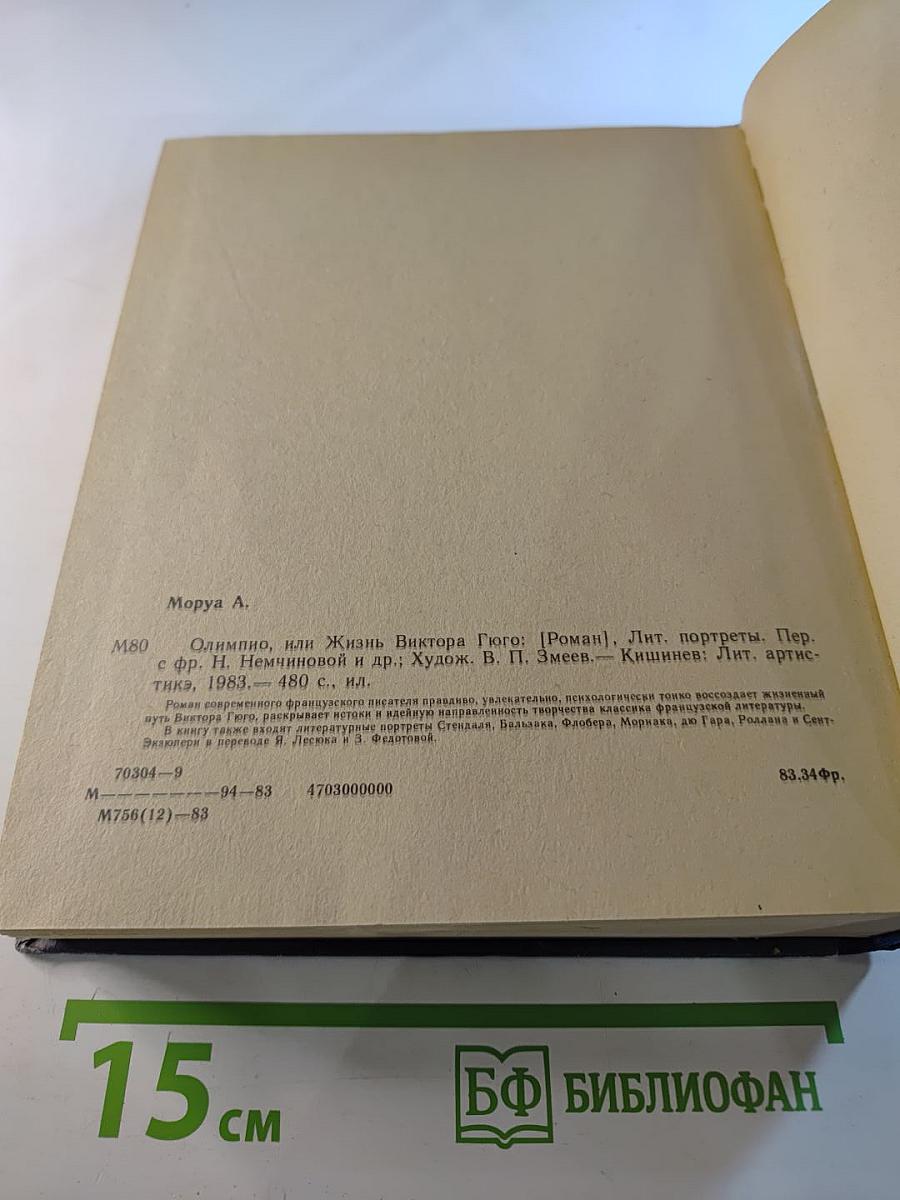 Моруа А.
М80 Олимпио, или Жизнь Виктора Гюго: [Роман], Лит. портреты. Пер.
с фр. Н. Немчиновой и др.; Худож. В. П. Змеев.— Кишинев: Лит. артис-
тикэ, 1983.— 480 с., ил.
Роман современного французского писателя правдиво, увлекательно, психологически тонко воссоздает жизненный
путь Виктора Гюго, раскрывает истоки и идейную направленность творчества классика французской литературы.
В книгу также входят литературные портреты Стендаля, Бальзака, Флобера, Мориака, дю Гара, Роллана и Сент-
Экзюпери в переводе Я. Лесюка и З. Федотовой.
70304—9
М———————94—83 4703000000 83.34Фр.
М756(12)—83
15 см
БФ БИБЛИОФАН